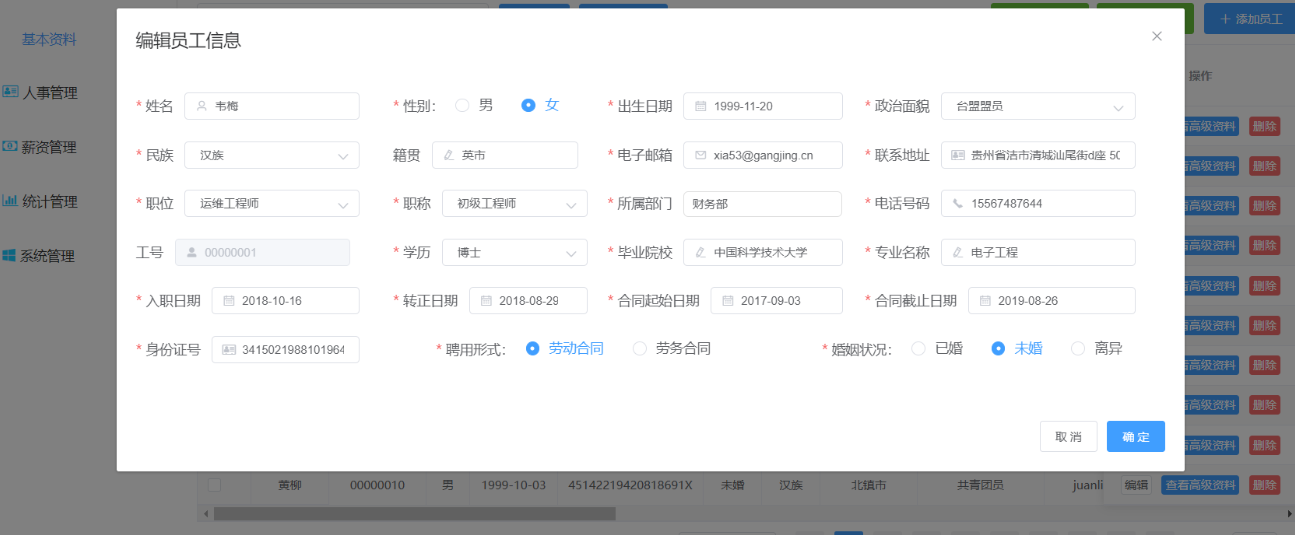 基本资料
人事管理
薪资管理
统计管理
系统管理
添加员工
操作
编辑员工信息
* 姓名 韦梅 * 性别： 男 女 * 出生日期 1999-11-20 * 政治面貌 台盟盟员
* 民族 汉族 籍贯 英市 * 电子邮箱 xia53@gangjing.cn * 联系地址 贵州省洁市清城汕尾街d座 50
* 职位 运维工程师 * 职称 初级工程师 * 所属部门 财务部 * 电话号码 15567487644
工号 00000001 * 学历 博士 * 毕业院校 中国科学技术大学 * 专业名称 电子工程
* 入职日期 2018-10-16 * 转正日期 2018-08-29 * 合同起始日期 2017-09-03 * 合同截止日期 2019-08-26
* 身份证号 3415021988101964 * 聘用形式： 劳动合同 劳务合同 * 婚姻状况： 已婚 未婚 离异
取消 确定
高级资料 删除
高级资料 删除
高级资料 删除
高级资料 删除
高级资料 删除
高级资料 删除
高级资料 删除
高级资料 删除
高级资料 删除
黄柳 00000010 男 1999-10-03 45142219420818691X 未婚 汉族 北镇市 共青团员 juanli 编辑 查看高级资料 删除